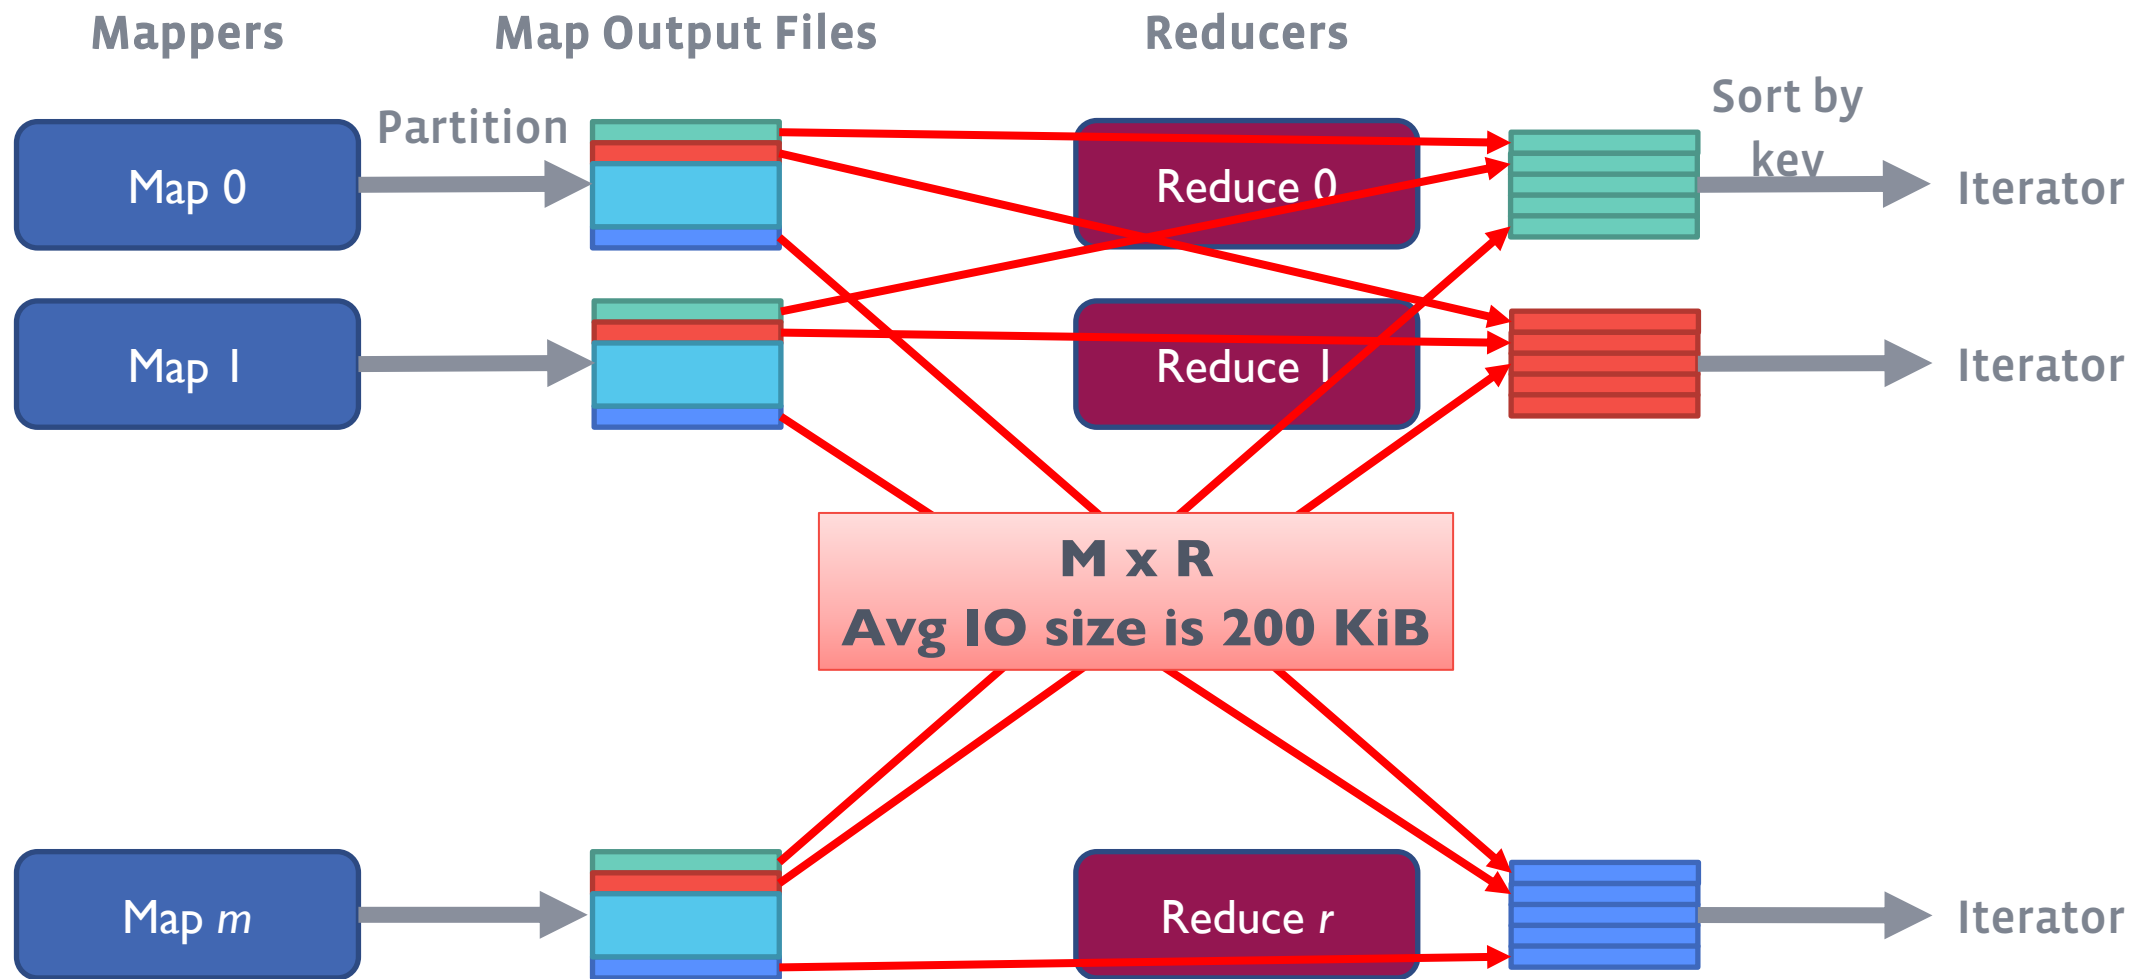 Mappers
Map Output Files
Reducers
Sort by
key
Partition
Map 0
Reduce 0
Iterator
Map 1
Reduce 1
Iterator
M x R
Avg IO size is 200 KiB
Map m
Reduce r
Iterator